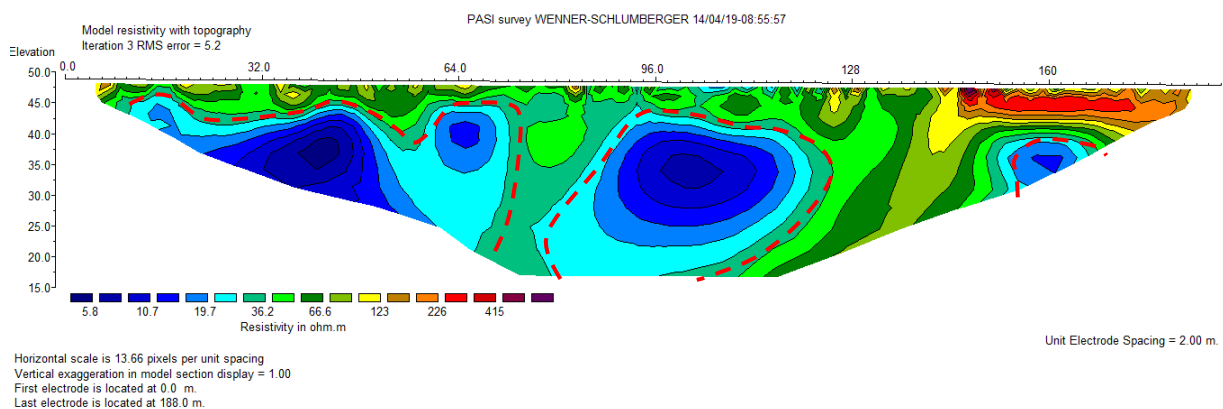 PASI survey WENNER-SCHLUMBERGER 14/04/19-08:55:57
Model resistivity with topography
Iteration 3 RMS error = 5.2
Elevation
0.0 32.0 64.0 96.0 128 160
50.0
45.0
40.0
35.0
30.0
25.0
20.0
15.0
5.8 10.7 19.7 36.2 66.6 123 226 415
Resistivity in ohm.m
Unit Electrode Spacing = 2.00 m.
Horizontal scale is 13.66 pixels per unit spacing
Vertical exaggeration in model section display = 1.00
First electrode is located at 0.0 m.
Last electrode is located at 188.0 m.